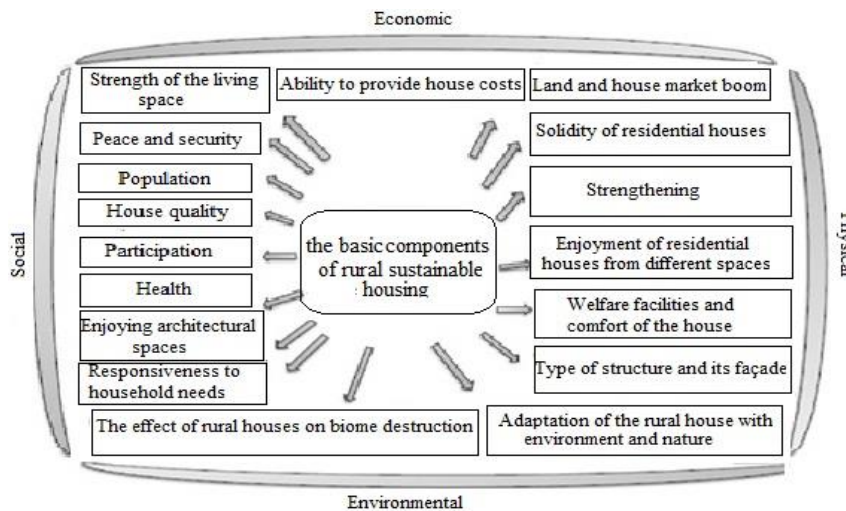 Economic
Strength of the living
space
Ability to provide house costs
Land and house market boom
Peace and security
Solidity of residential houses
Population
Strengthening
House quality
Participation
the basic components
of rural sustainable
: housing
Enjoyment of residential
houses from different spaces
Social
Physical
Health
Welfare facilities and
comfort of the house
Enjoying architectural
spaces
Type of structure and its façade
Responsiveness to
household needs
The effect of rural houses on biome destruction
Adaptation of the rural house with
environment and nature
Environmental